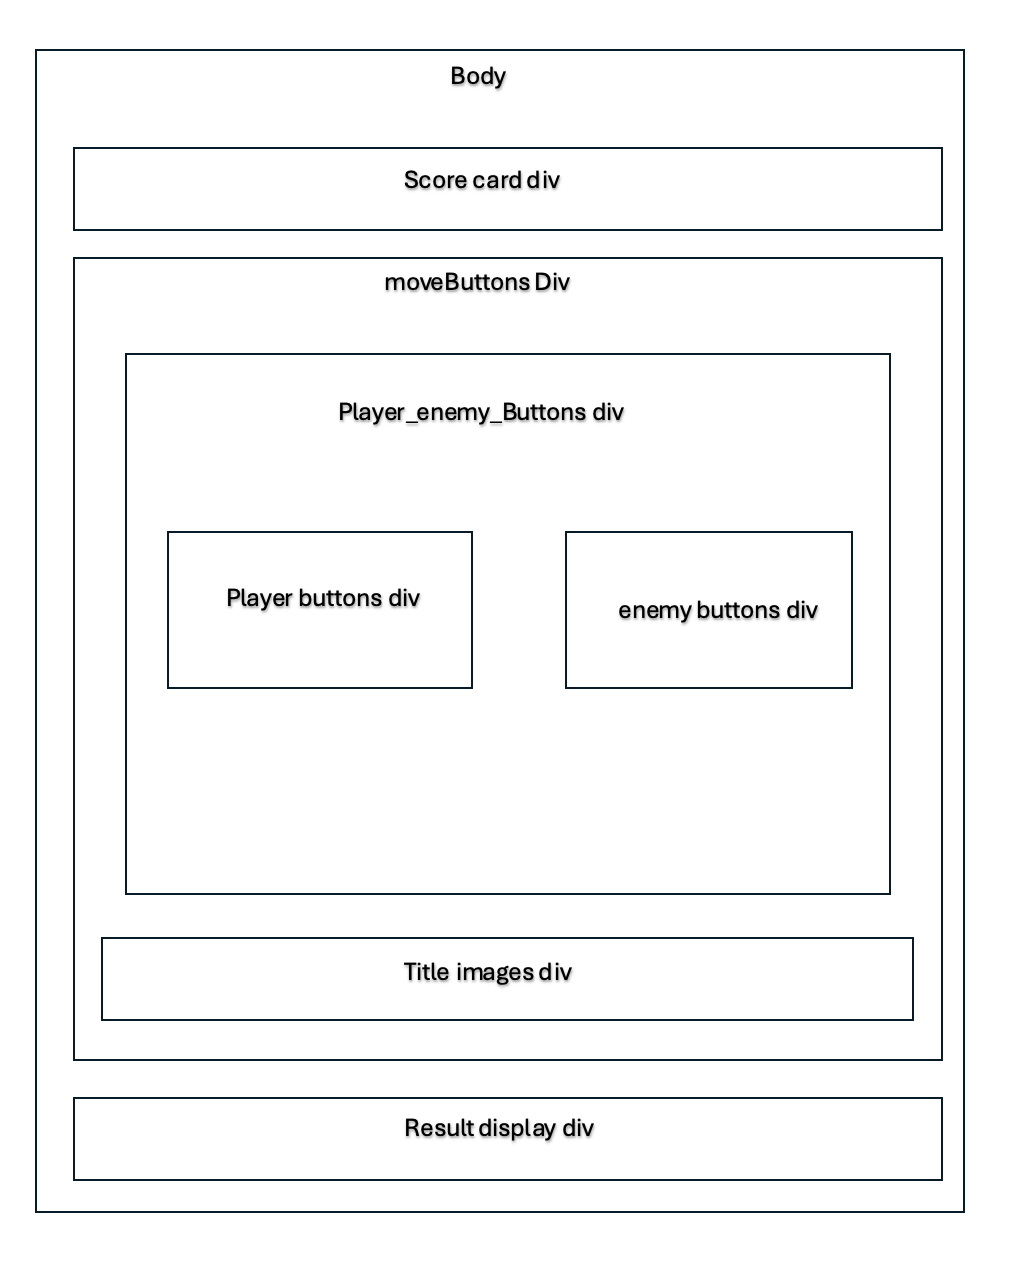 Body
Score card div
moveButtons Div
Player_enemy_Buttons div
Player buttons div
enemy buttons div
Title images div
Result display div